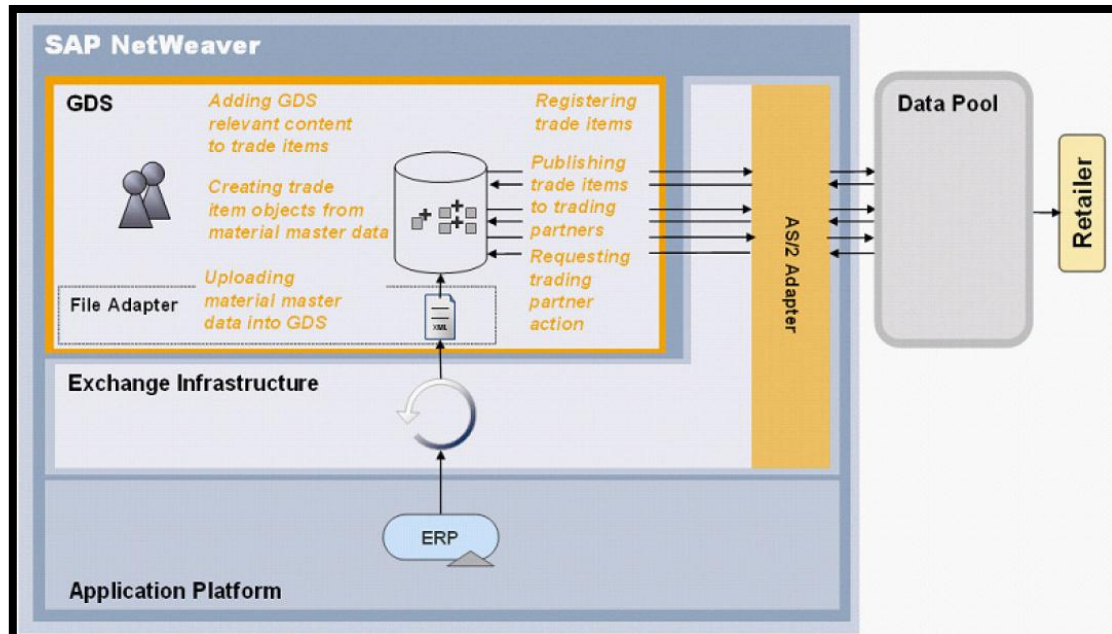 SAP NetWeaver
GDS
Adding GDS
relevant content
to trade items
Creating trade
item objects from
material master data
Uploading
material master
data into GDS
Registering
trade items
Publishing
trade items
to trading
partners
Requesting
trading
partner
action
File Adapter
XML
Exchange Infrastructure
AS/2 Adapter
ERP
Application Platform
Data Pool
Retailer